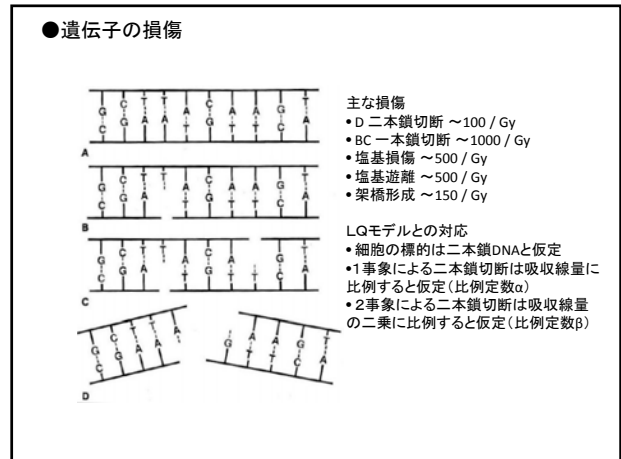 ●遺伝子の損傷
G C T T A C A A G T
C G A A T G T T C A
A
主な損傷
•D 二本鎖切断 ~100 / Gy
•BC 一本鎖切断 ~1000 / Gy
•塩基損傷 ~500 / Gy
•塩基遊離 ~500 / Gy
•架橋形成 ~150 / Gy
G C T T A C A A G T
C G A T G T T C A
B
LQモデルとの対応
•細胞の標的は二本鎖DNAと仮定
•1事象による二本鎖切断は吸収線量に
比例すると仮定(比例定数α)
•2事象による二本鎖切断は吸収線量
の二乗に比例すると仮定(比例定数β)
G C T T A C A G T
C G A T G T T C A
C
G C T T A
C G A A
G A A G T
T T C A
D